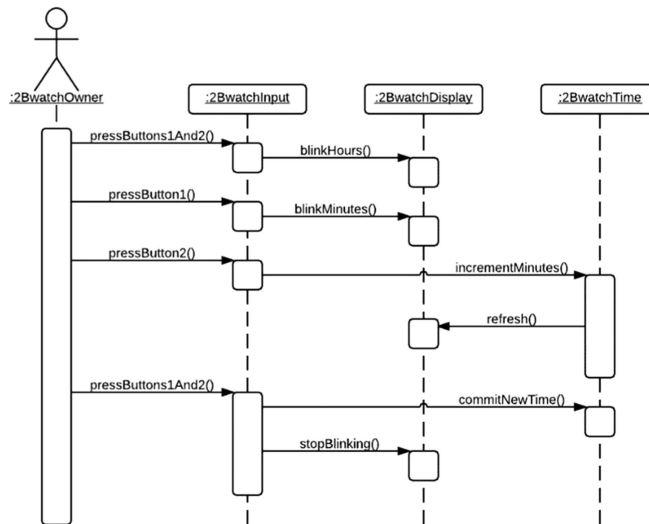 :2BwatchOwner
:2BwatchInput
:2BwatchDisplay
:2BwatchTime
pressButtons1And2()
blinkHours()
pressButton1()
blinkMinutes()
pressButton2()
incrementMinutes()
refresh()
pressButtons1And2()
commitNewTime()
stopBlinking()